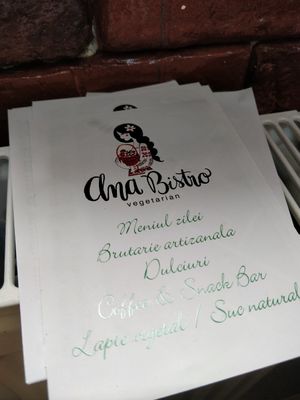 Ana Bistro
vegetarian
Meniul zilei
Brutarie artizanala
Dulciuri
Coffee & Snack Bar
Lapte vegetal / Suc natural